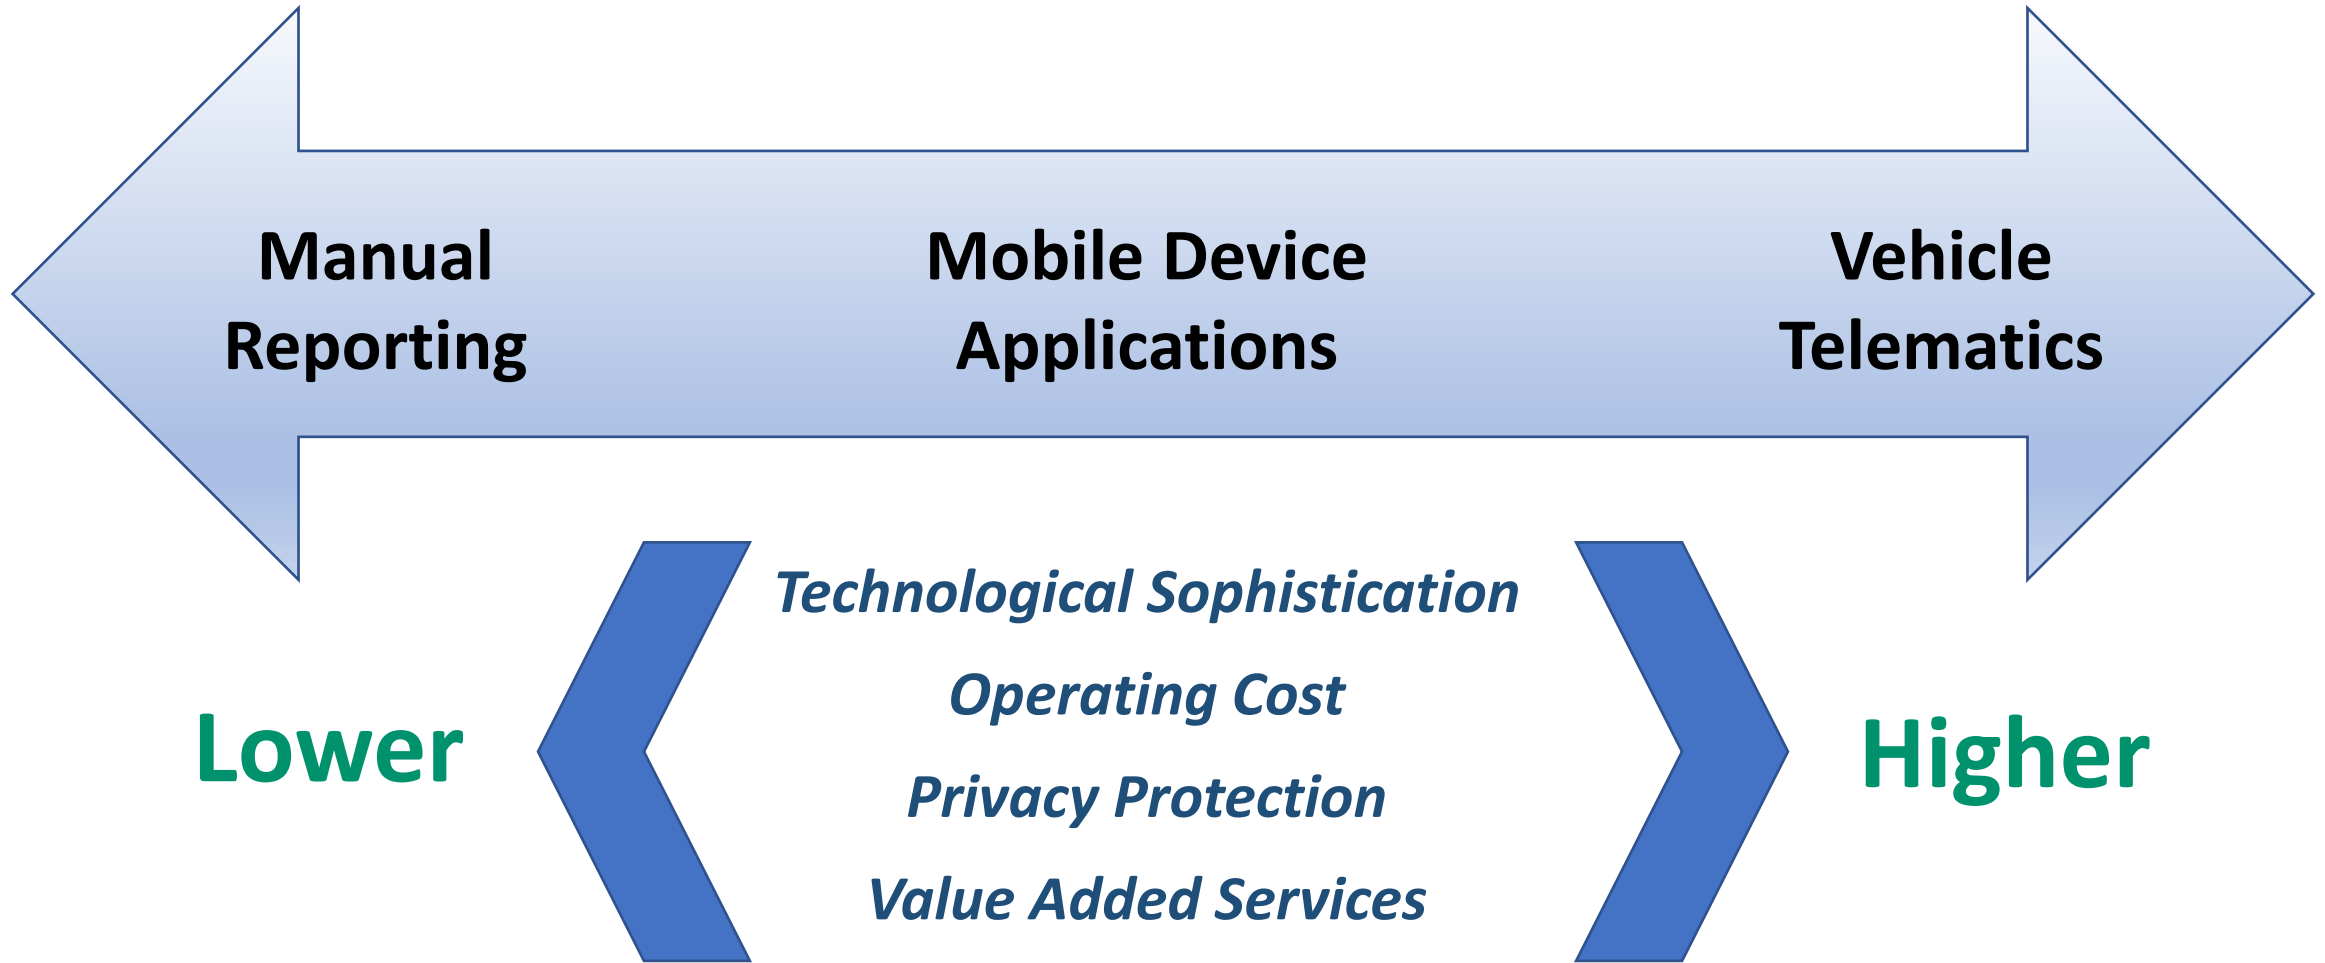 Manual
Reporting
Mobile Device
Applications
Vehicle
Telematics
Technological Sophistication
Operating Cost
Privacy Protection
Value Added Services
Lower
Higher